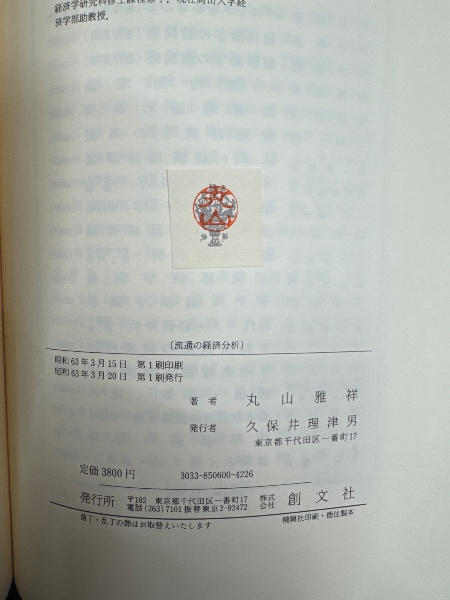 経済学研究科修士課程修了。現在岡山大学経
済学部助教授。
丸山
〔流通の経済分析〕
昭和63年3月15日 第1刷印刷
昭和63年3月20日 第1刷発行
著者 丸山雅祥
発行者 久保井理津男
東京都千代田区一番町17
定価3800円 3033-850600-4226
発行所 〒102 東京都千代田区一番町17 株式会社 創文社
電話(263)7101振替東京2-92472
落丁・乱丁の節はお取替えいたします 精興社印刷・徳住製本